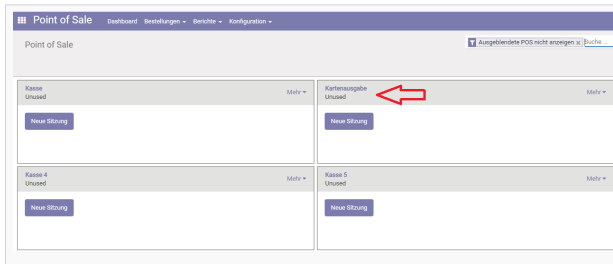 Point of Sale Dashboard Bestellungen Berichte Konfiguration
Point of Sale
Ausgeblendete POS nicht anzeigen x Suche ...
Kasse
Unused
Mehr
Neue Sitzung
Kartenausgabe
Unused
Mehr
Neue Sitzung
Kasse 4
Unused
Mehr
Neue Sitzung
Kasse 5
Unused
Mehr
Neue Sitzung